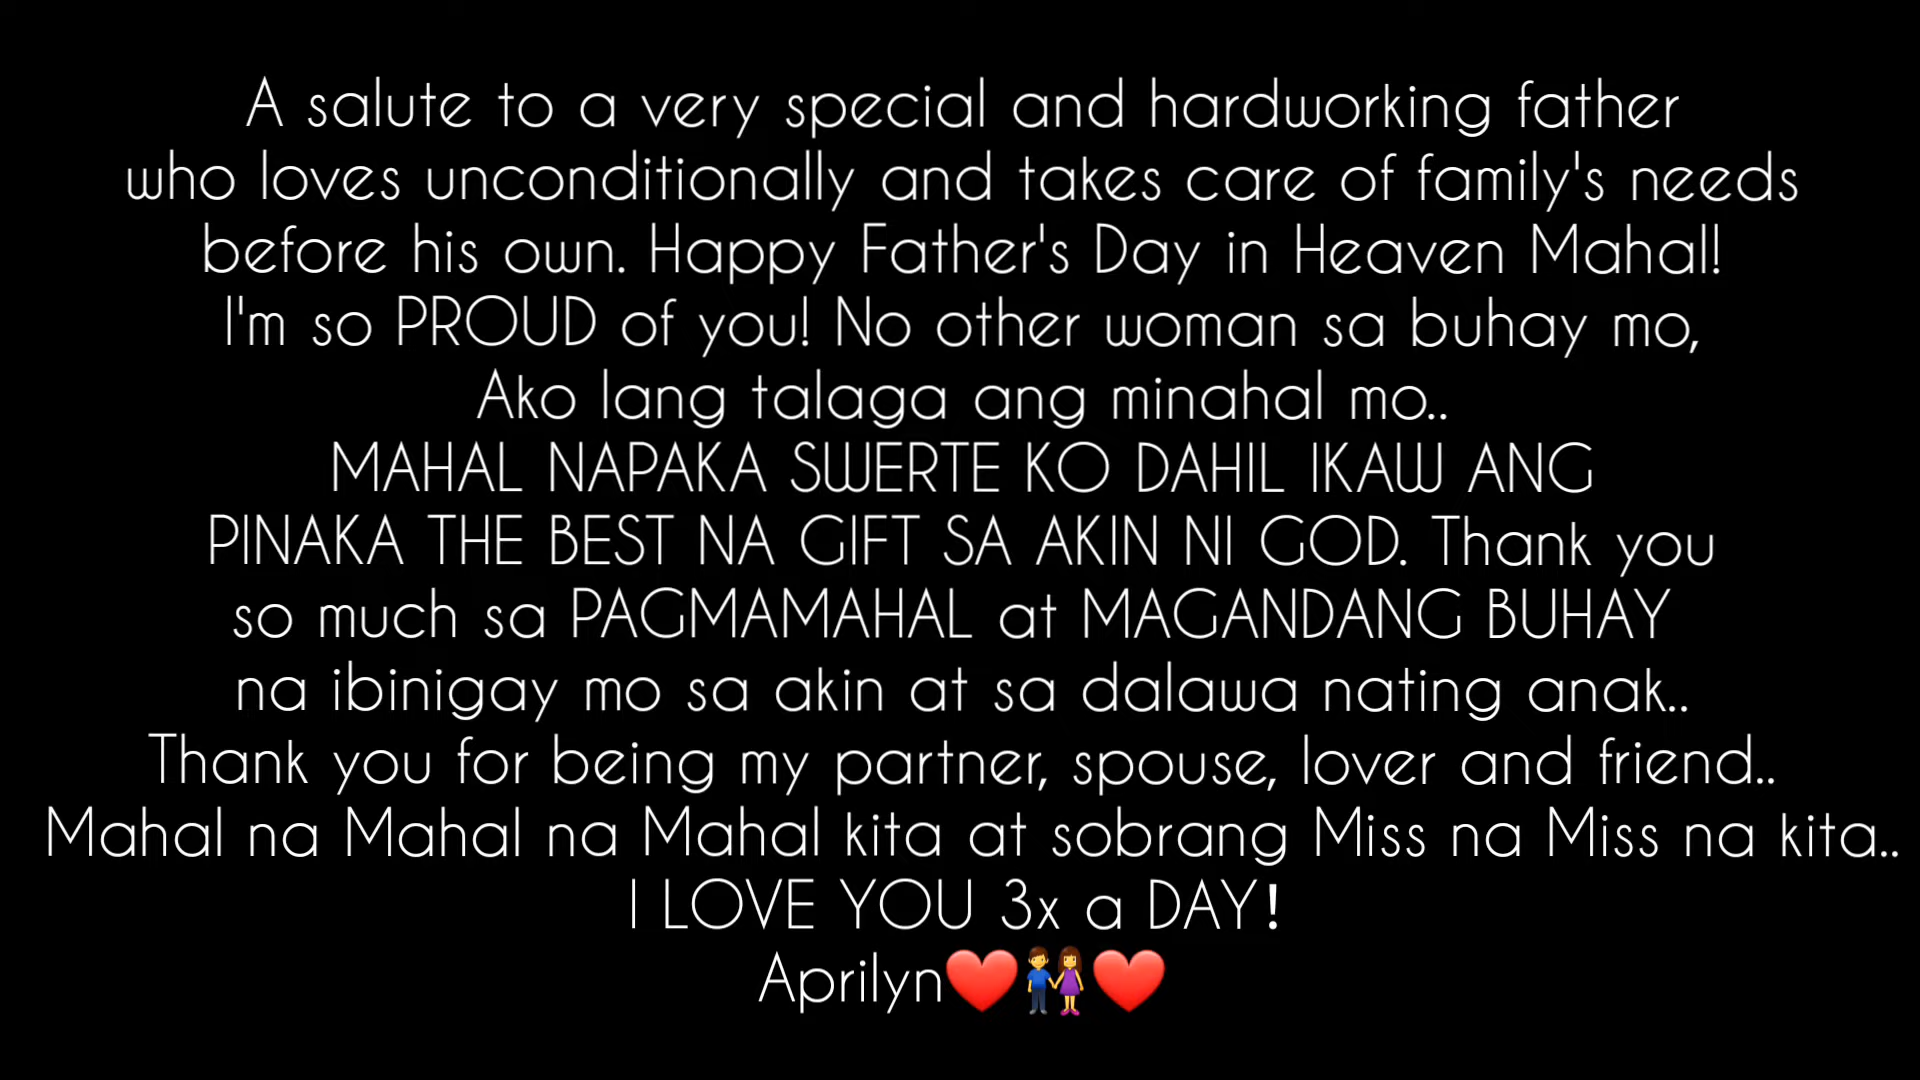 A salute to a very special and hardworking father
who loves unconditionally and takes care of family's needs
before his own. Happy Father's Day in Heaven Mahal!
I'm so PROUD of you! No other woman sa buhay mo,
Ako lang talaga ang minahal mo..
MAHAL NAPAKA SWERTE KO DAHIL IKAW ANG
PINAKA THE BEST NA GIFT SA AKIN NI GOD. Thank you
so much sa PAGMAMAHAL at MAGANDANG BUHAY
na ibinigay mo sa akin at sa dalawa nating anak..
Thank you for being my partner, spouse, lover and friend..
Mahal na Mahal na Mahal kita at sobrang Miss na Miss na kita..
I LOVE YOU 3x a DAY!
Aprilyn❤️👫❤️